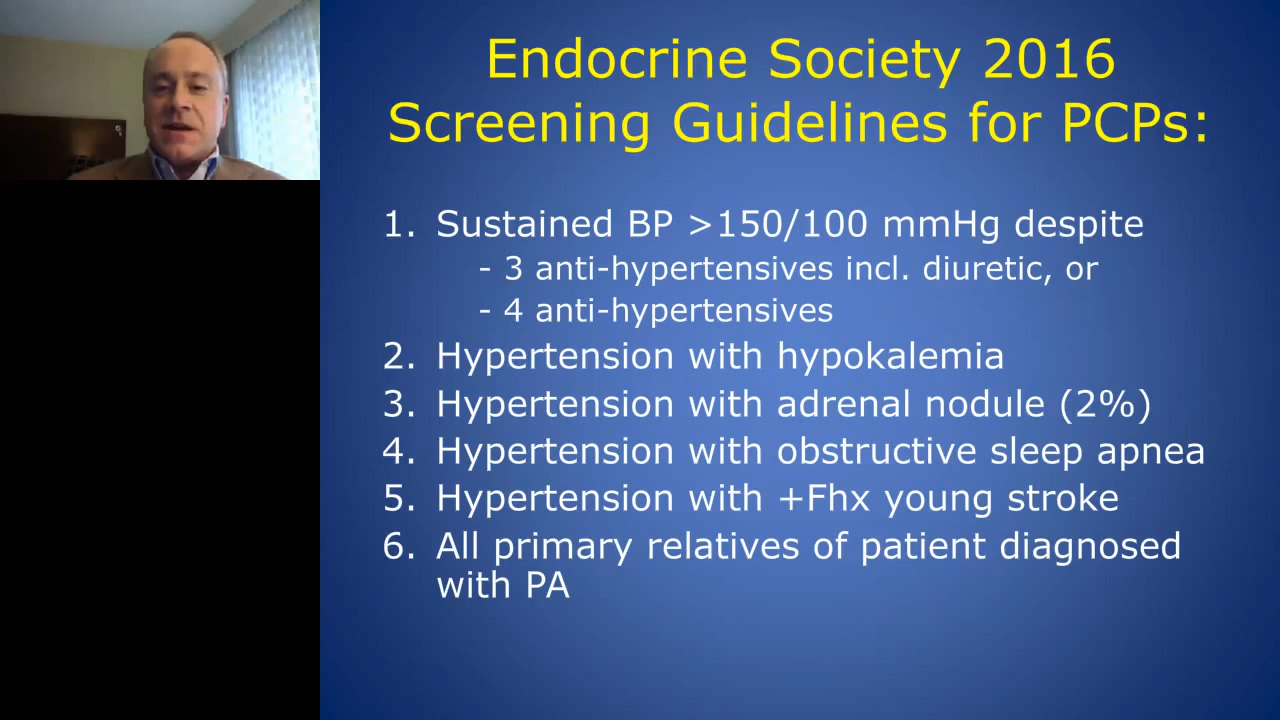 Endocrine Society 2016
Screening Guidelines for PCPs:
1. Sustained BP >150/100 mmHg despite
- 3 anti-hypertensives incl. diuretic, or
- 4 anti-hypertensives
2. Hypertension with hypokalemia
3. Hypertension with adrenal nodule (2%)
4. Hypertension with obstructive sleep apnea
5. Hypertension with +Fhx young stroke
6. All primary relatives of patient diagnosed
with PA